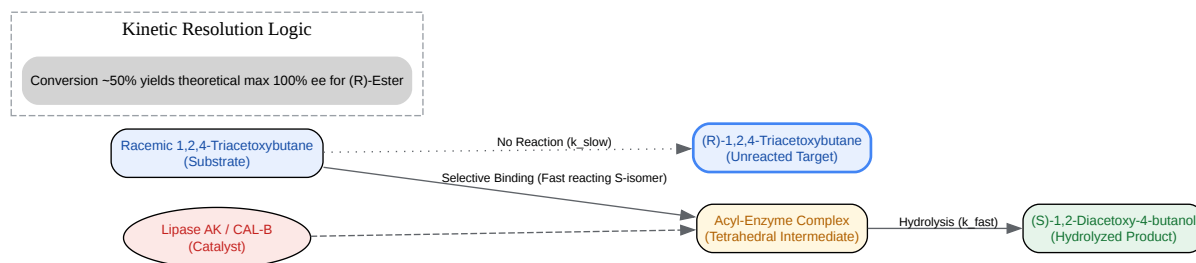 Kinetic Resolution Logic
Conversion ~50% yields theoretical max 100% ee for (R)-Ester
Racemic 1,2,4-Triacetoxybutane
(Substrate)
No Reaction (k_slow)
(R)-1,2,4-Triacetoxybutane
(Unreacted Target)
Selective Binding (Fast reacting S-isomer)
Lipase AK / CAL-B
(Catalyst)
Acyl-Enzyme Complex
(Tetrahedral Intermediate)
Hydrolysis (k_fast)
(S)-1,2-Diacetoxy-4-butanol
(Hydrolyzed Product)